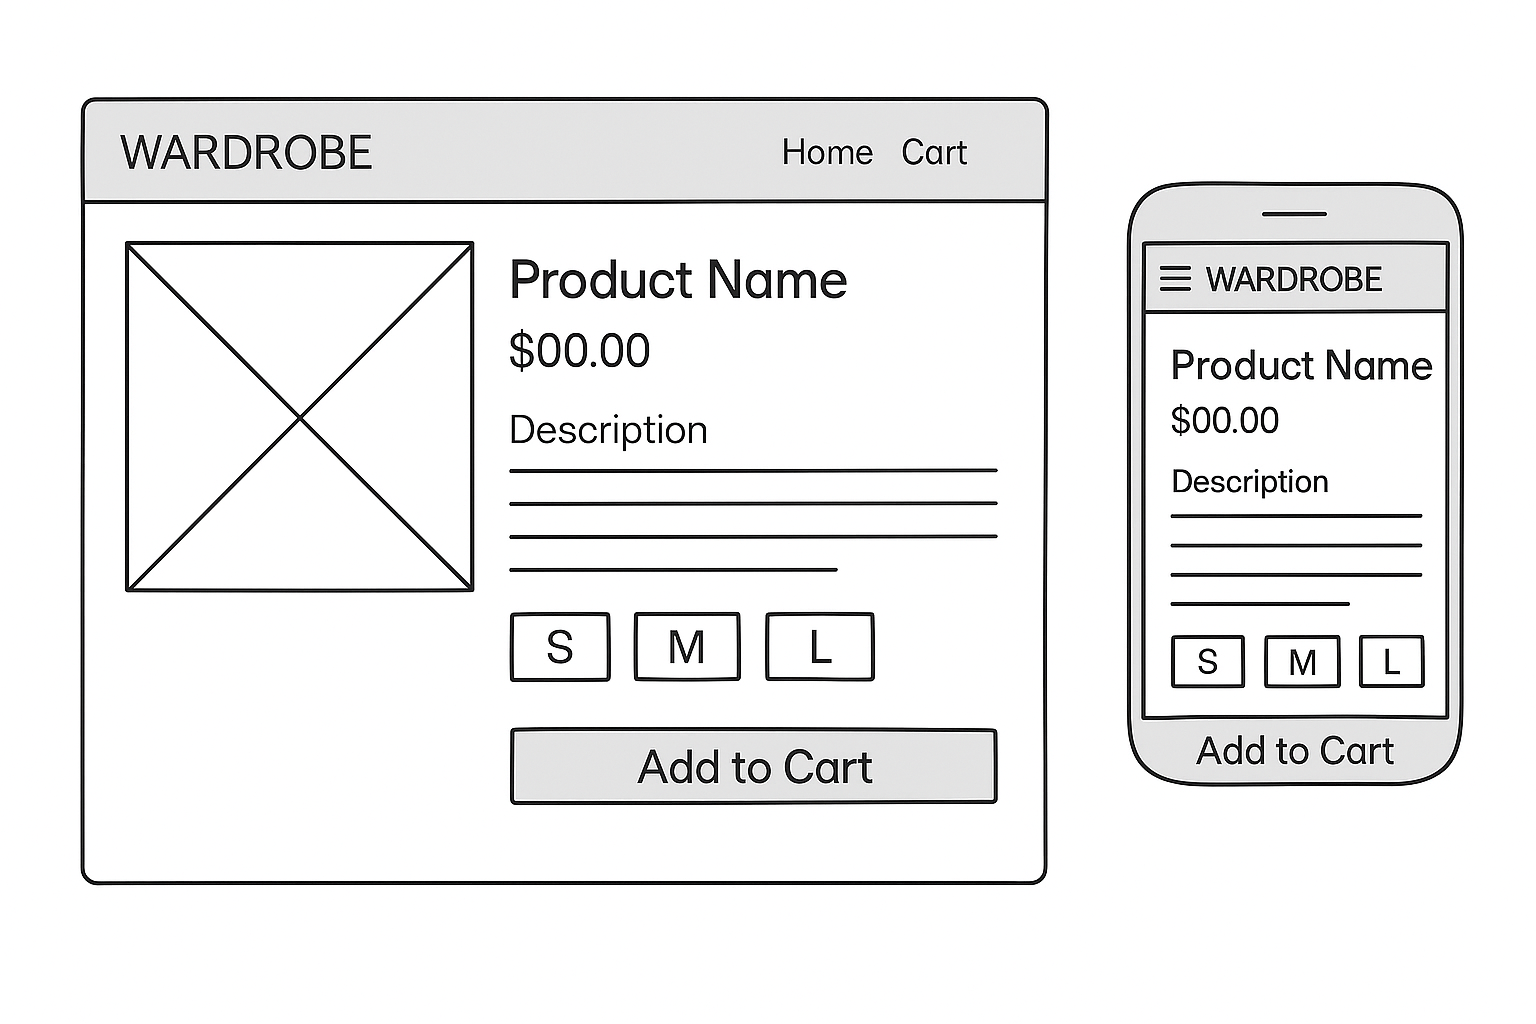 WARDROBE
Home Cart
Product Name
$00.00
Description
S M L
Add to Cart
WARDROBE
Product Name
$00.00
Description
S M L
Add to Cart